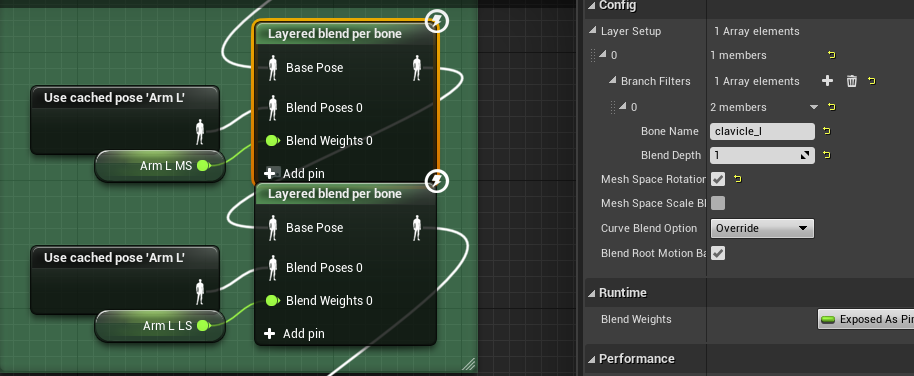 Layered blend per bone
Base Pose
Use cached pose 'Arm L'
Blend Poses 0
Arm L MS
Blend Weights 0
Add pin
Layered blend per bone
Base Pose
Use cached pose 'Arm L'
Blend Poses 0
Arm L LS
Blend Weights 0
Add pin
Config
Layer Setup 1 Array elements
0 1 members
Branch Filters 1 Array elements
0 2 members
Bone Name clavicle_l
Blend Depth 1
Mesh Space Rotation
Mesh Space Scale Bl
Curve Blend Option Override
Blend Root Motion Ba
Runtime
Blend Weights Exposed As Pin
Performance